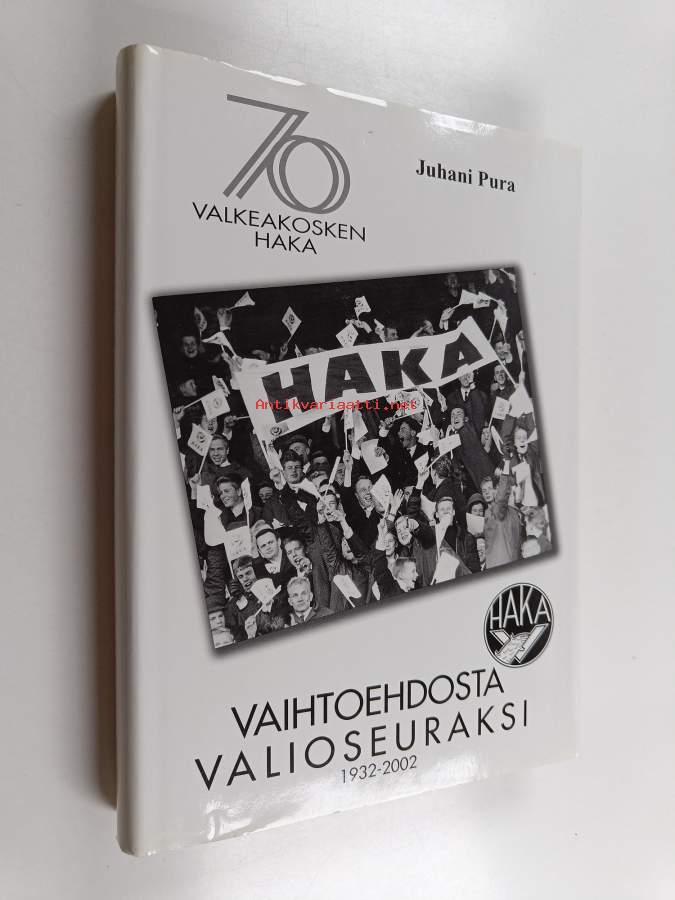 70
VALKEAKOSKEN
HAKA
Juhani Pura
HAKA
Antikvariaatti.net
HAKA
VAIHTOEHDOSTA
VALIOSEURAKSI
1932-2002